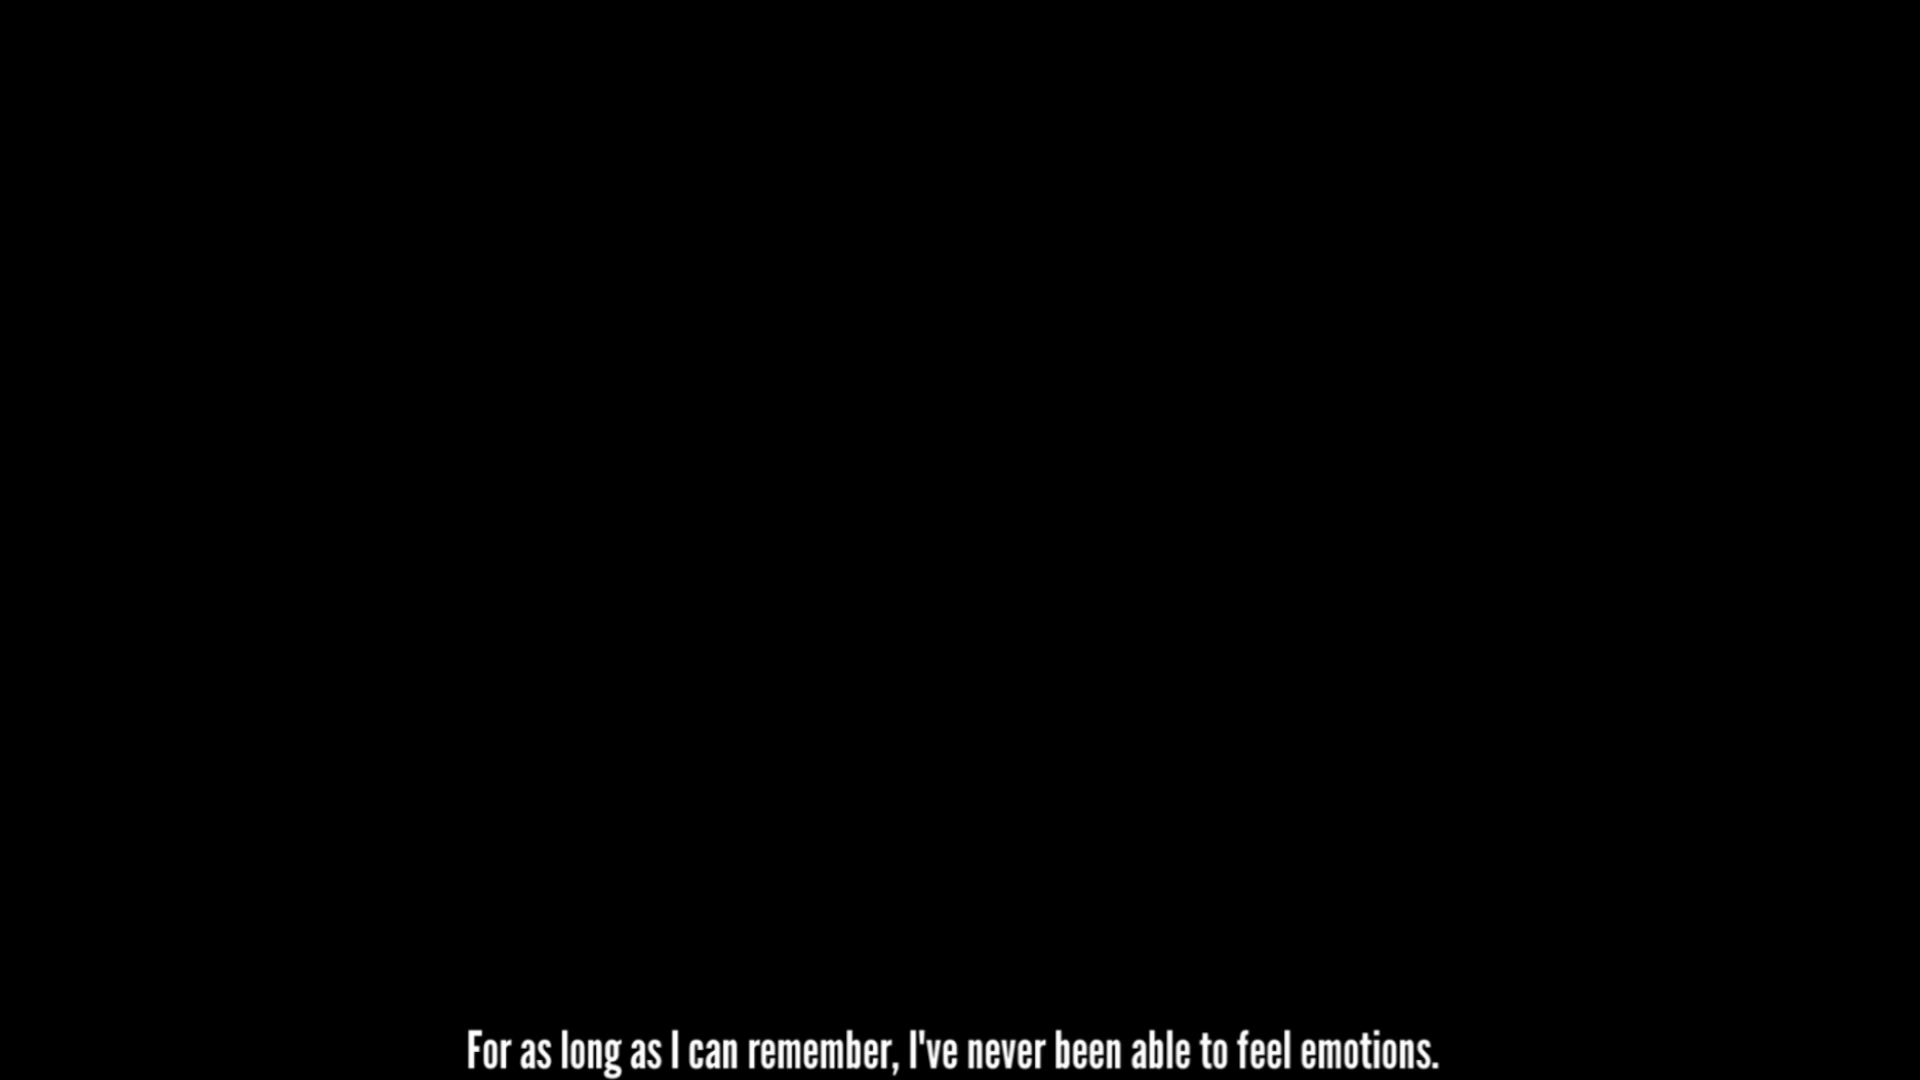 For as long as I can remember, I've never been able to feel emotions.